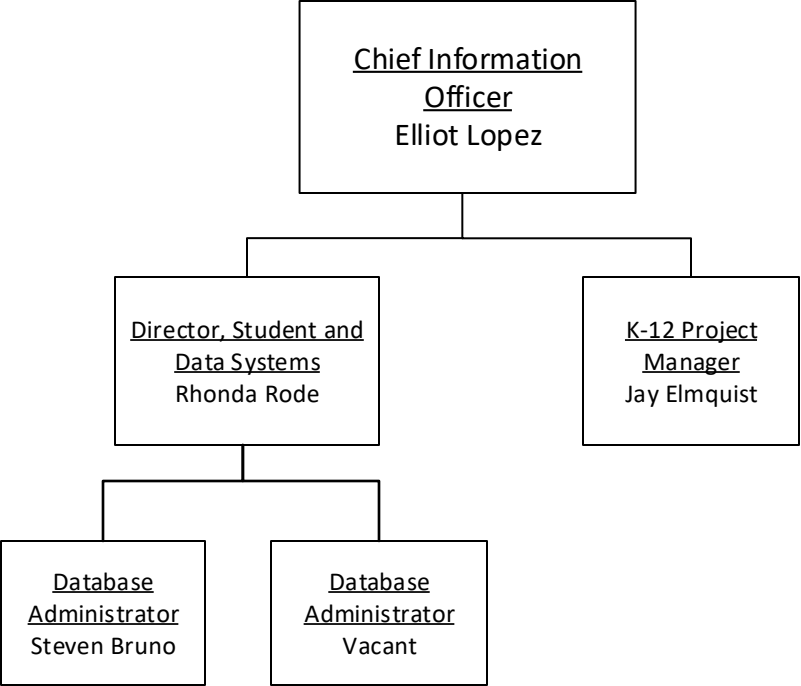 Chief Information
Officer
Elliot Lopez
Director, Student and
Data Systems
Rhonda Rode
K-12 Project
Manager
Jay Elmquist
Database
Administrator
Steven Bruno
Database
Administrator
Vacant